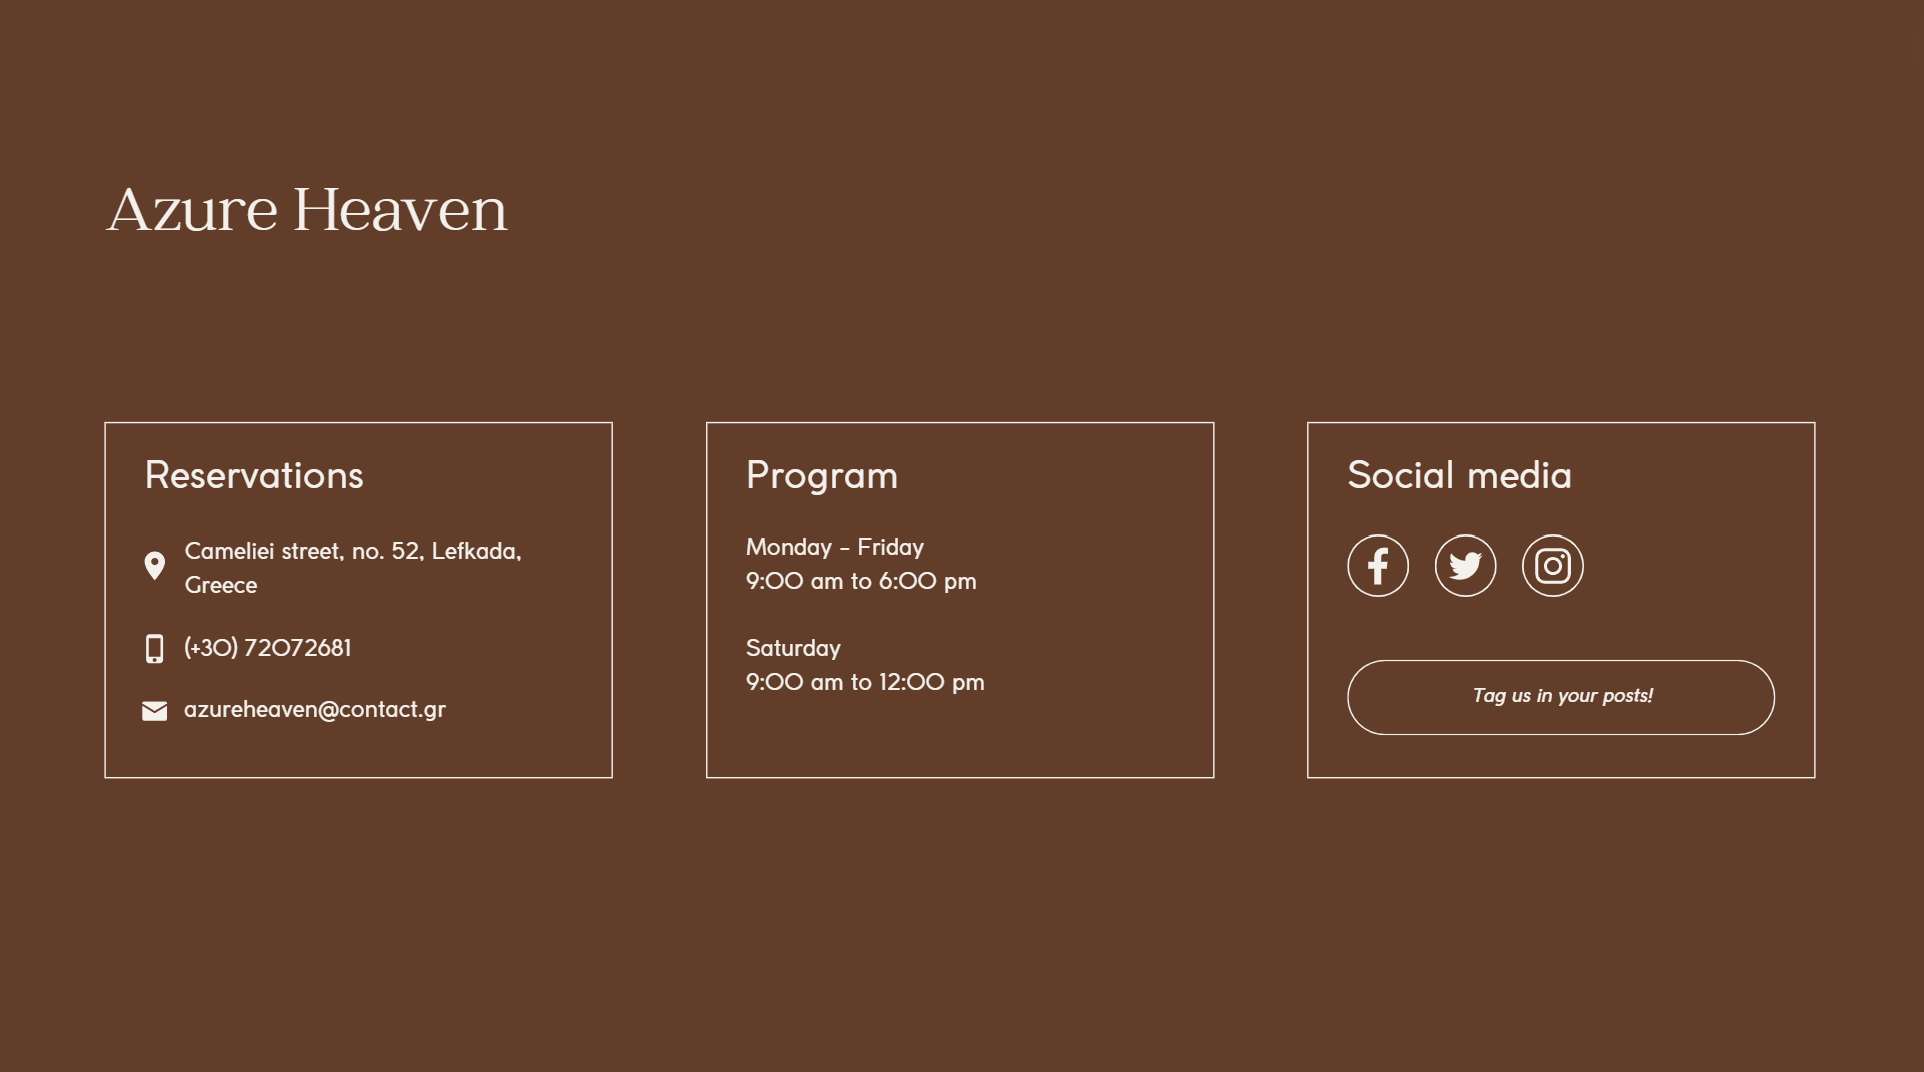 Azure Heaven
Reservations
Cameliei street, no. 52, Lefkada,
Greece
(+30) 72072681
azureheaven@contact.gr
Program
Monday - Friday
9:00 am to 6:00 pm
Saturday
9:00 am to 12:00 pm
Social media
Tag us in your posts!